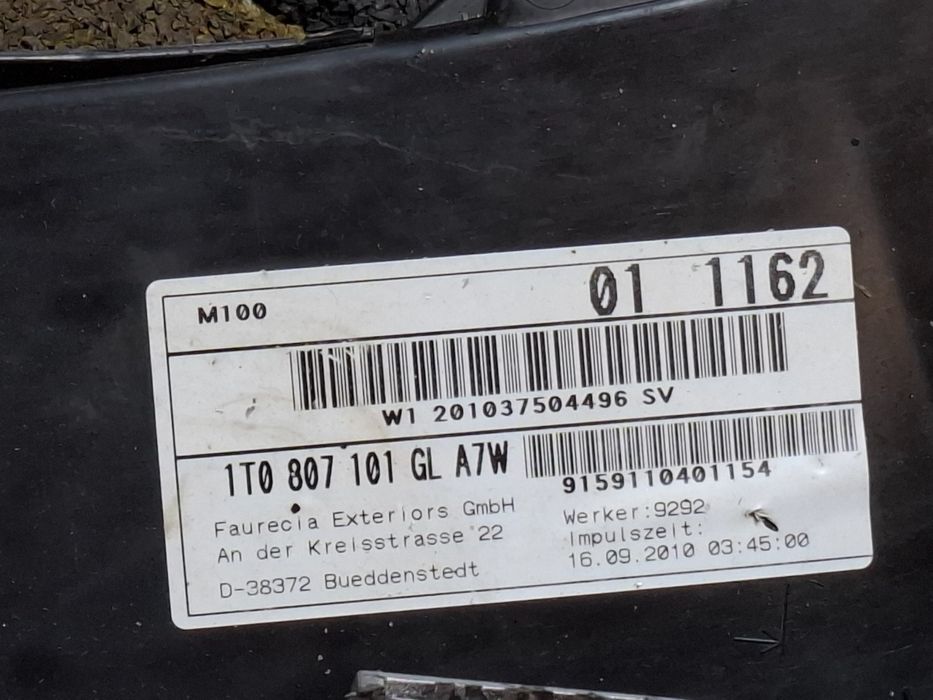 M100
01 1162
W1 201037504496 SV
1T0 807 101 GL A7W
9159110401154
Faurecia Exteriors GmbH
An der Kreisstrasse 22
D-38372 Bueddenstedt
Werker:9292
Impulszeit:
16.09.2010 03:45:00